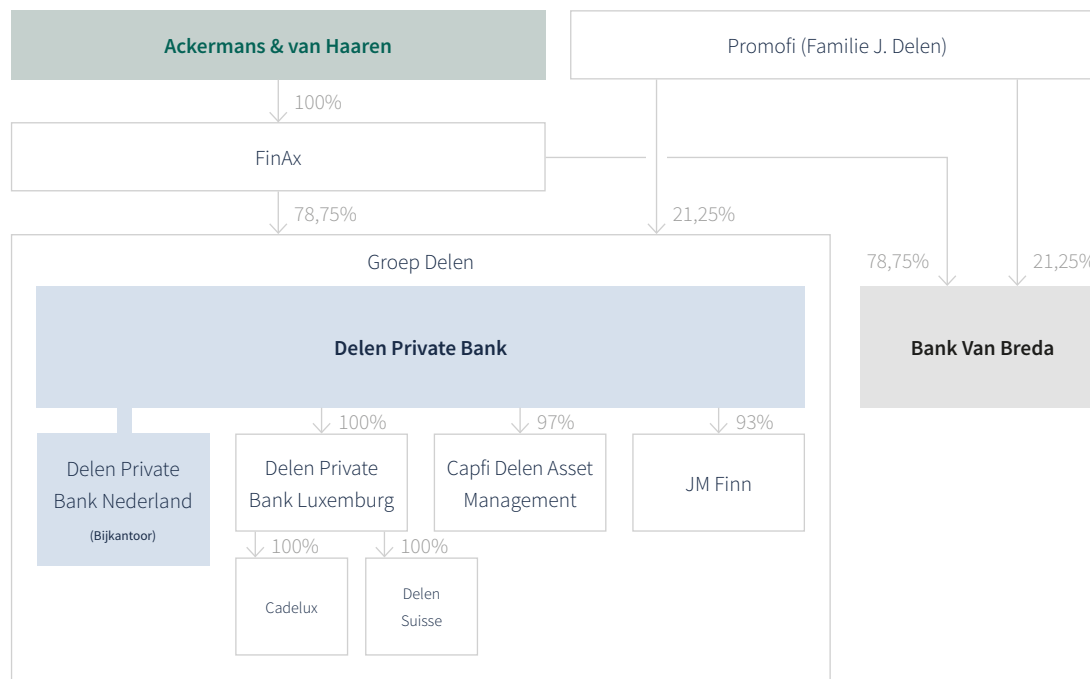 Ackermans & van Haaren
Promofi (Familie J. Delen)
100%
FinAx
78,75%
21,25%
Groep Delen
78,75%
21,25%
Delen Private Bank
Bank Van Breda
100%
97%
93%
Delen Private
Bank Nederland
(Bijkantoor)
Delen Private
Bank Luxemburg
Capfi Delen Asset
Management
JM Finn
100%
100%
Cadelux
Delen
Suisse